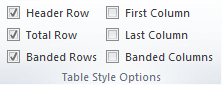 Header Row First Column
Total Row Last Column
Banded Rows Banded Columns
Table Style Options